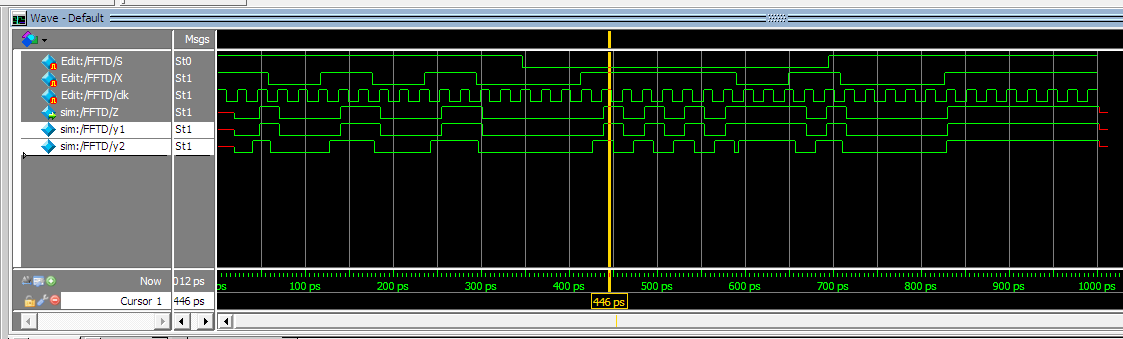 Wave - Default
Msgs
Edit:/FFTD/S St0
Edit:/FFTD/X St1
Edit:/FFTD/clk St1
sim:/FFTD/Z St1
sim:/FFTD/y1 St1
sim:/FFTD/y2 St1
Now 012 ps ps 100 ps 200 ps 300 ps 400 ps 500 ps 600 ps 700 ps 800 ps 900 ps 1000 ps
Cursor 1 446 ps 446 ps